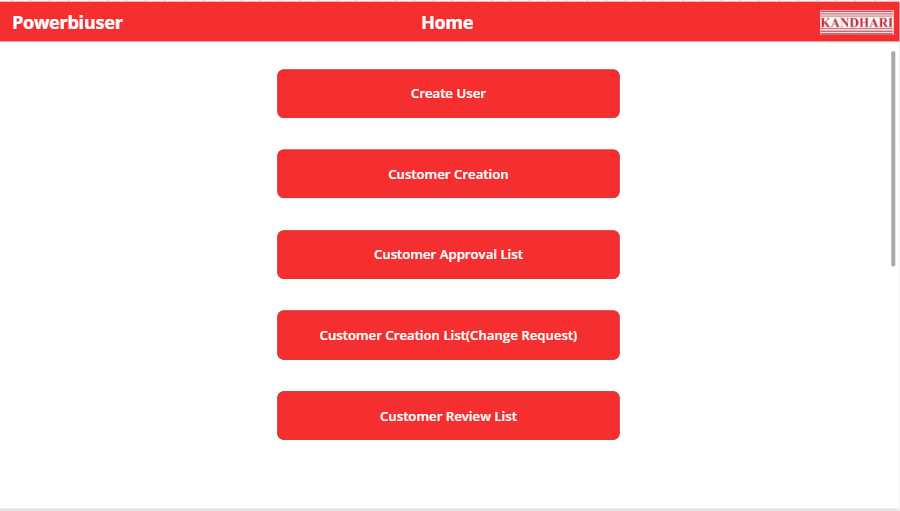 Powerbiuser
Home
KANDHARI
Create User
Customer Creation
Customer Approval List
Customer Creation List(Change Request)
Customer Review List